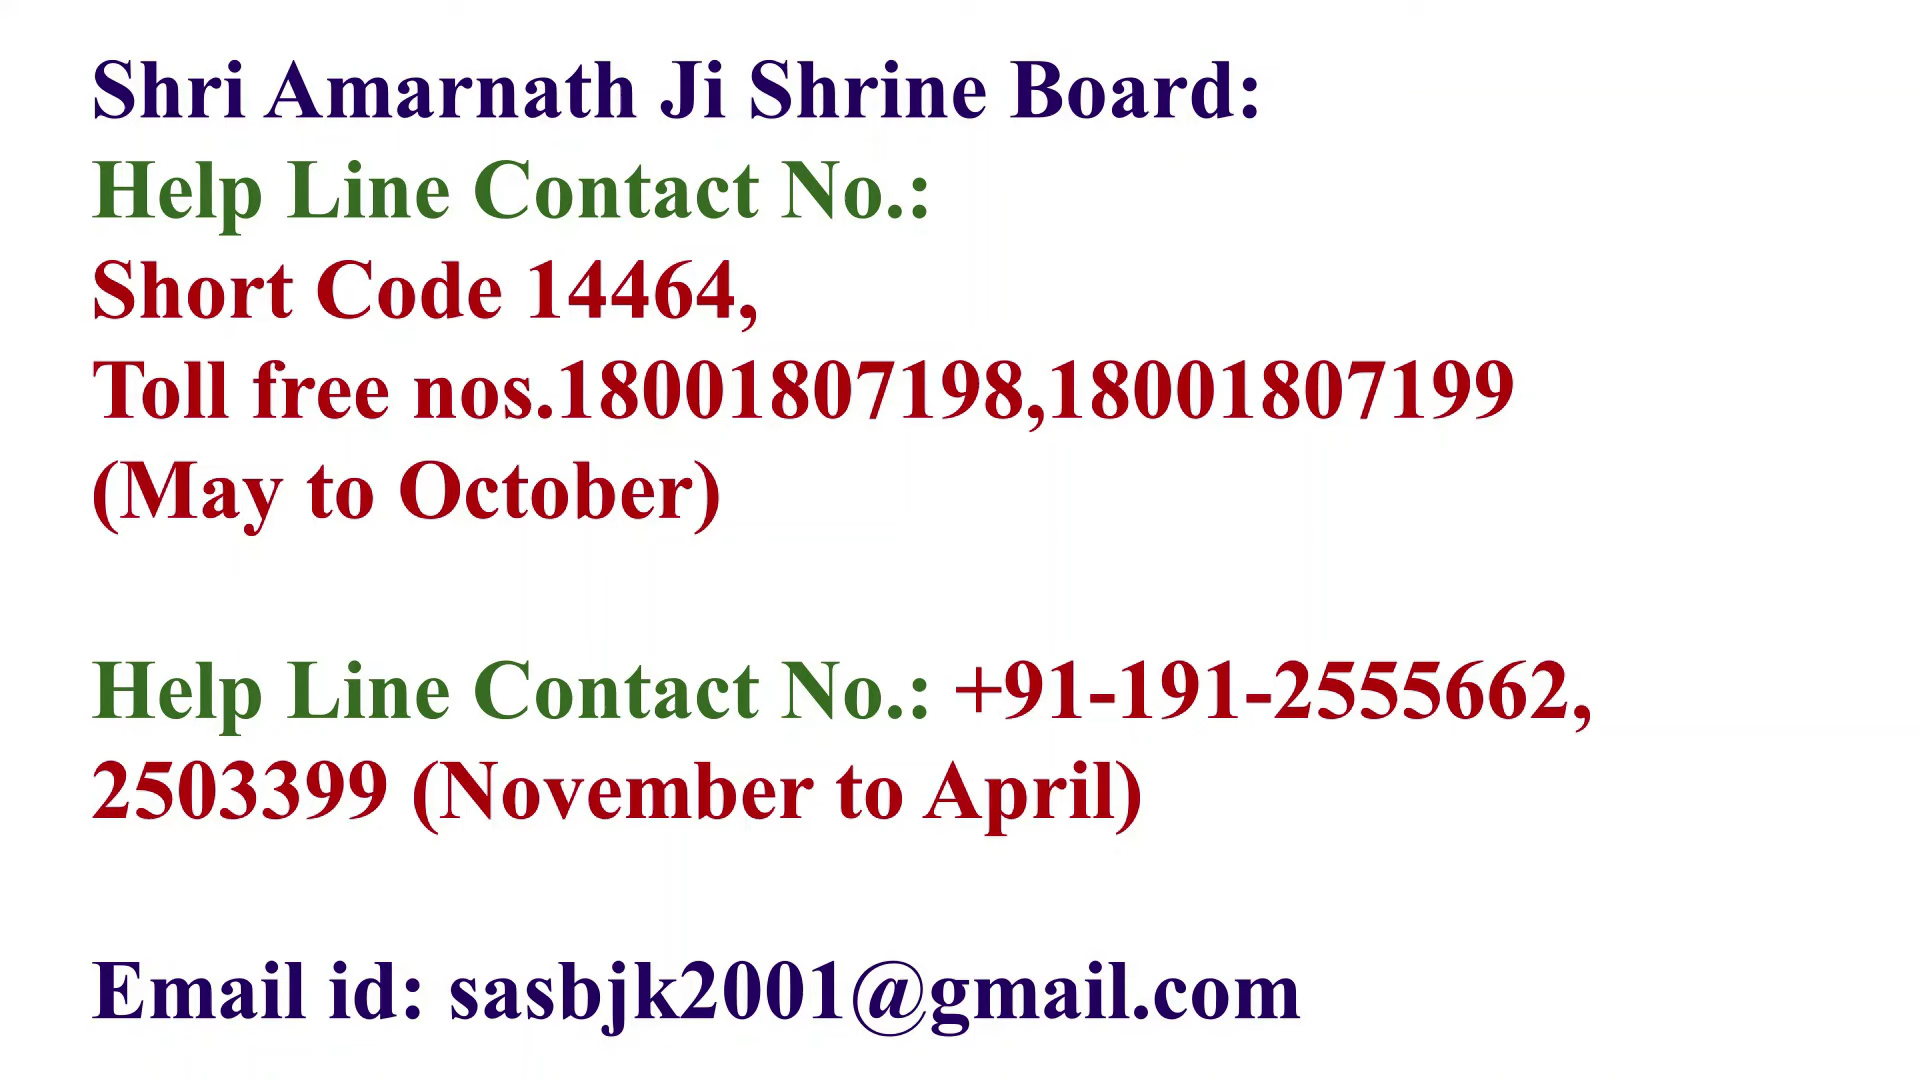 Shri Amarnath Ji Shrine Board:
Help Line Contact No.:
Short Code 14464,
Toll free nos.18001807198,18001807199
(May to October)
Help Line Contact No.: +91-191-2555662,
2503399 (November to April)
Email id: sasbjk2001@gmail.com